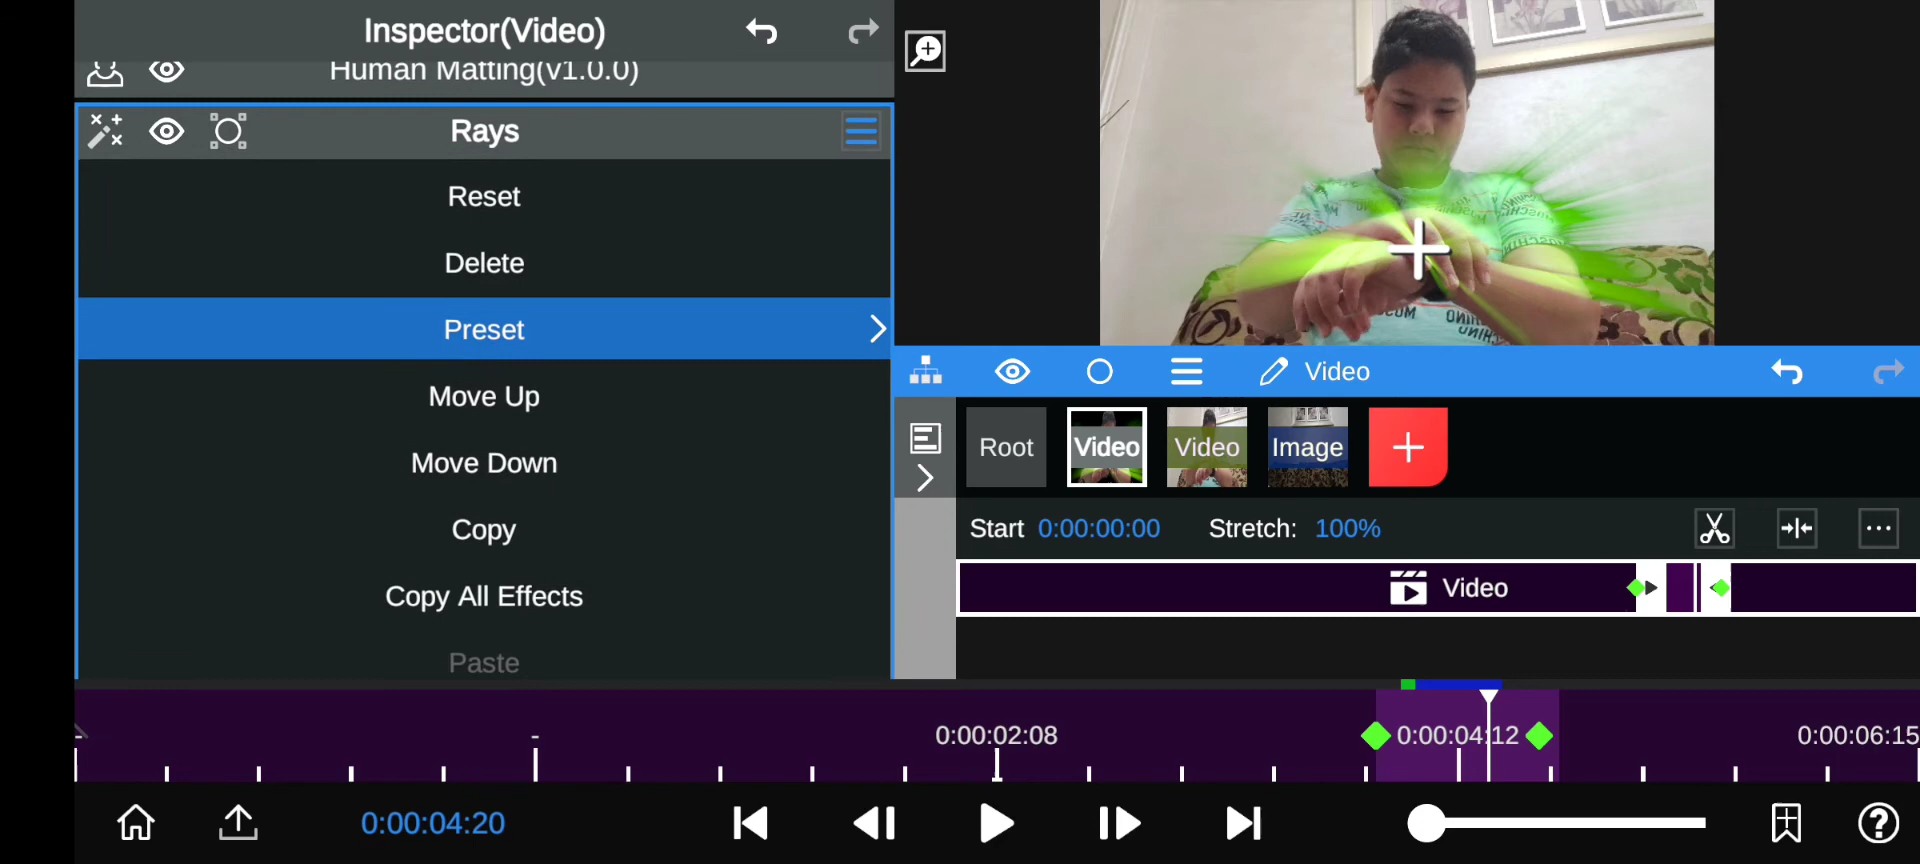 Inspector(Video)
Human Matting(v1.0.0)
Rays
Reset
Delete
Preset
Move Up
Move Down
Copy
Copy All Effects
Paste
Video
Root
Video
Video
Image
Start 0:00:00:00 Stretch: 100%
Video
0:00:02:08
0:00:04:12
0:00:06:15
0:00:04:20